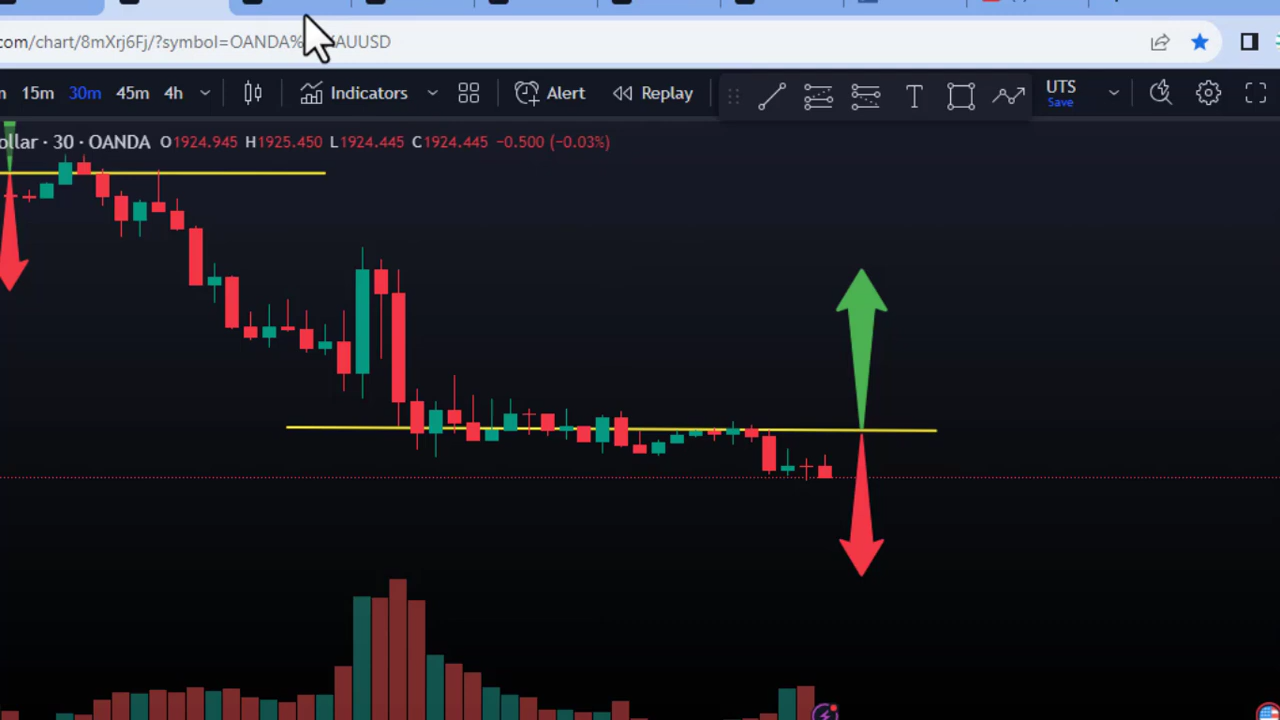 com/chart/8mXrj6Fj/?symbol=OANDA% AUUSD
15m 30m 45m 4h Indicators Alert Replay T UTS
Save
ollar · 30 · OANDA O1924.945 H1925.450 L1924.445 C1924.445 −0.500 (−0.03%)